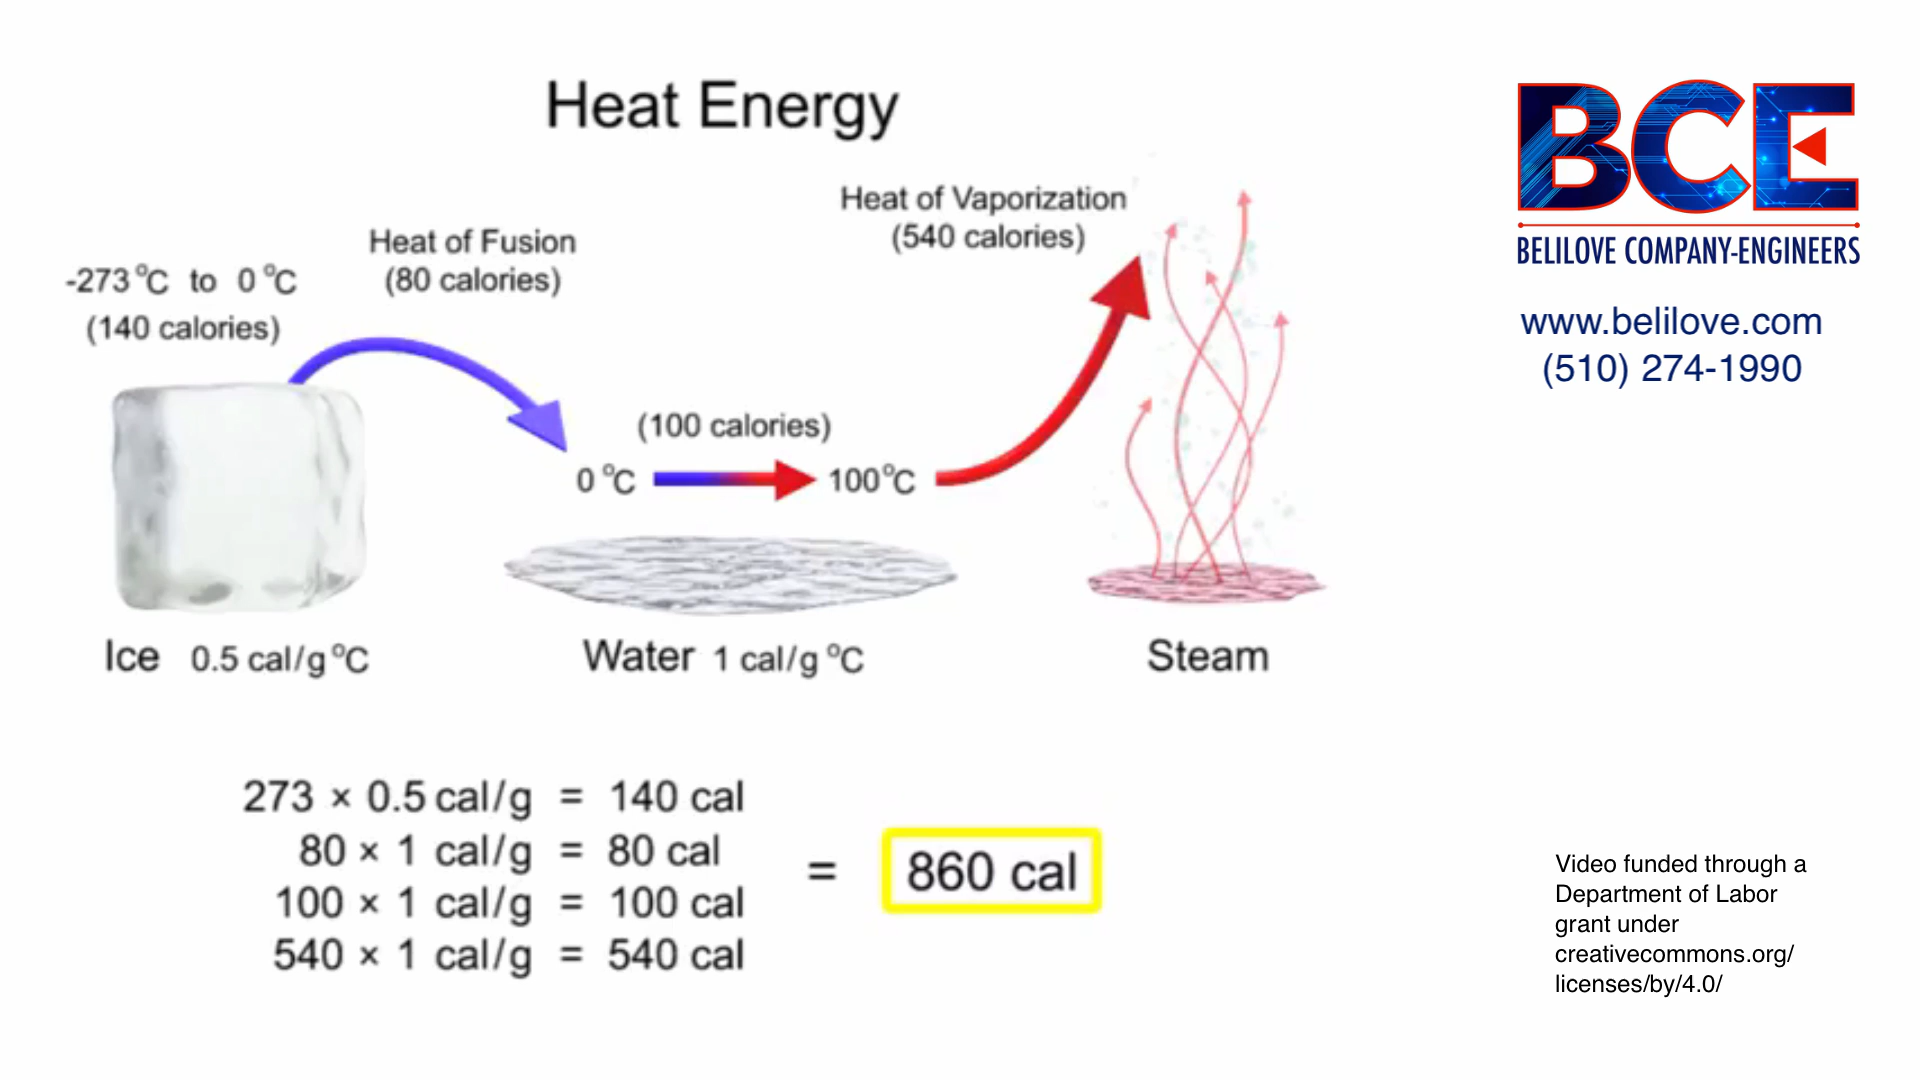 Heat Energy
BCE
BELILOVE COMPANY-ENGINEERS
www.belilove.com
(510) 274-1990
-273 °C to 0 °C
(140 calories)
Heat of Fusion
(80 calories)
Heat of Vaporization
(540 calories)
(100 calories)
0 °C
100°C
Ice 0.5 cal/g °C
Water 1 cal/g °C
Steam
273 × 0.5 cal/g = 140 cal
80 × 1 cal/g = 80 cal
100 × 1 cal/g = 100 cal
540 × 1 cal/g = 540 cal
= 860 cal
Video funded through a
Department of Labor
grant under
creativecommons.org/
licenses/by/4.0/